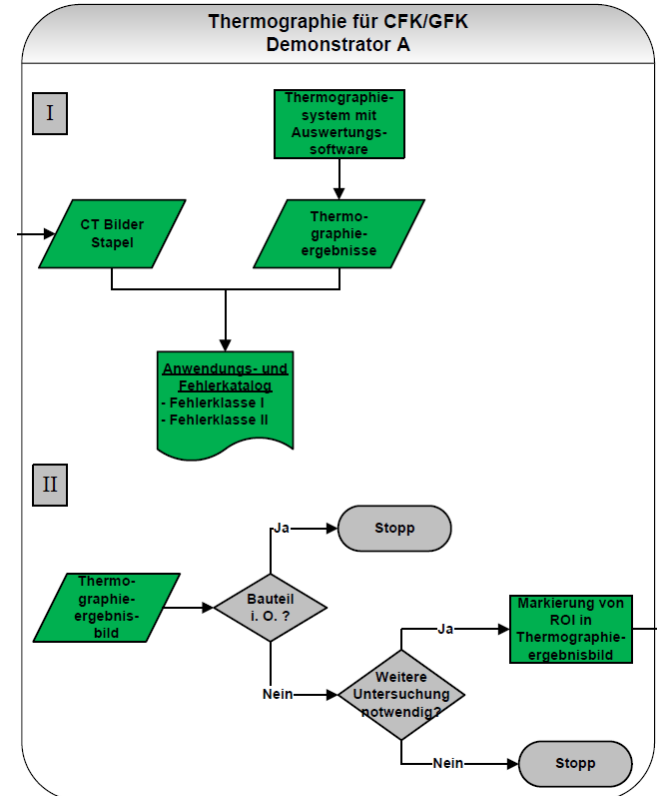 Thermographie für CFK/GFK
Demonstrator A
I
Thermographie-
system mit
Auswertungs-
software
CT Bilder
Stapel
Thermo-
graphie-
ergebnisse
Anwendungs- und
Fehlerkatalog
- Fehlerklasse I
- Fehlerklasse II
II
Ja
Stopp
Thermo-
graphie-
ergebnis-
bild
Bauteil
i. O. ?
Nein
Weitere
Untersuchung
notwendig?
Ja
Markierung von
ROI in
Thermographie-
ergebnisbild
Nein
Stopp